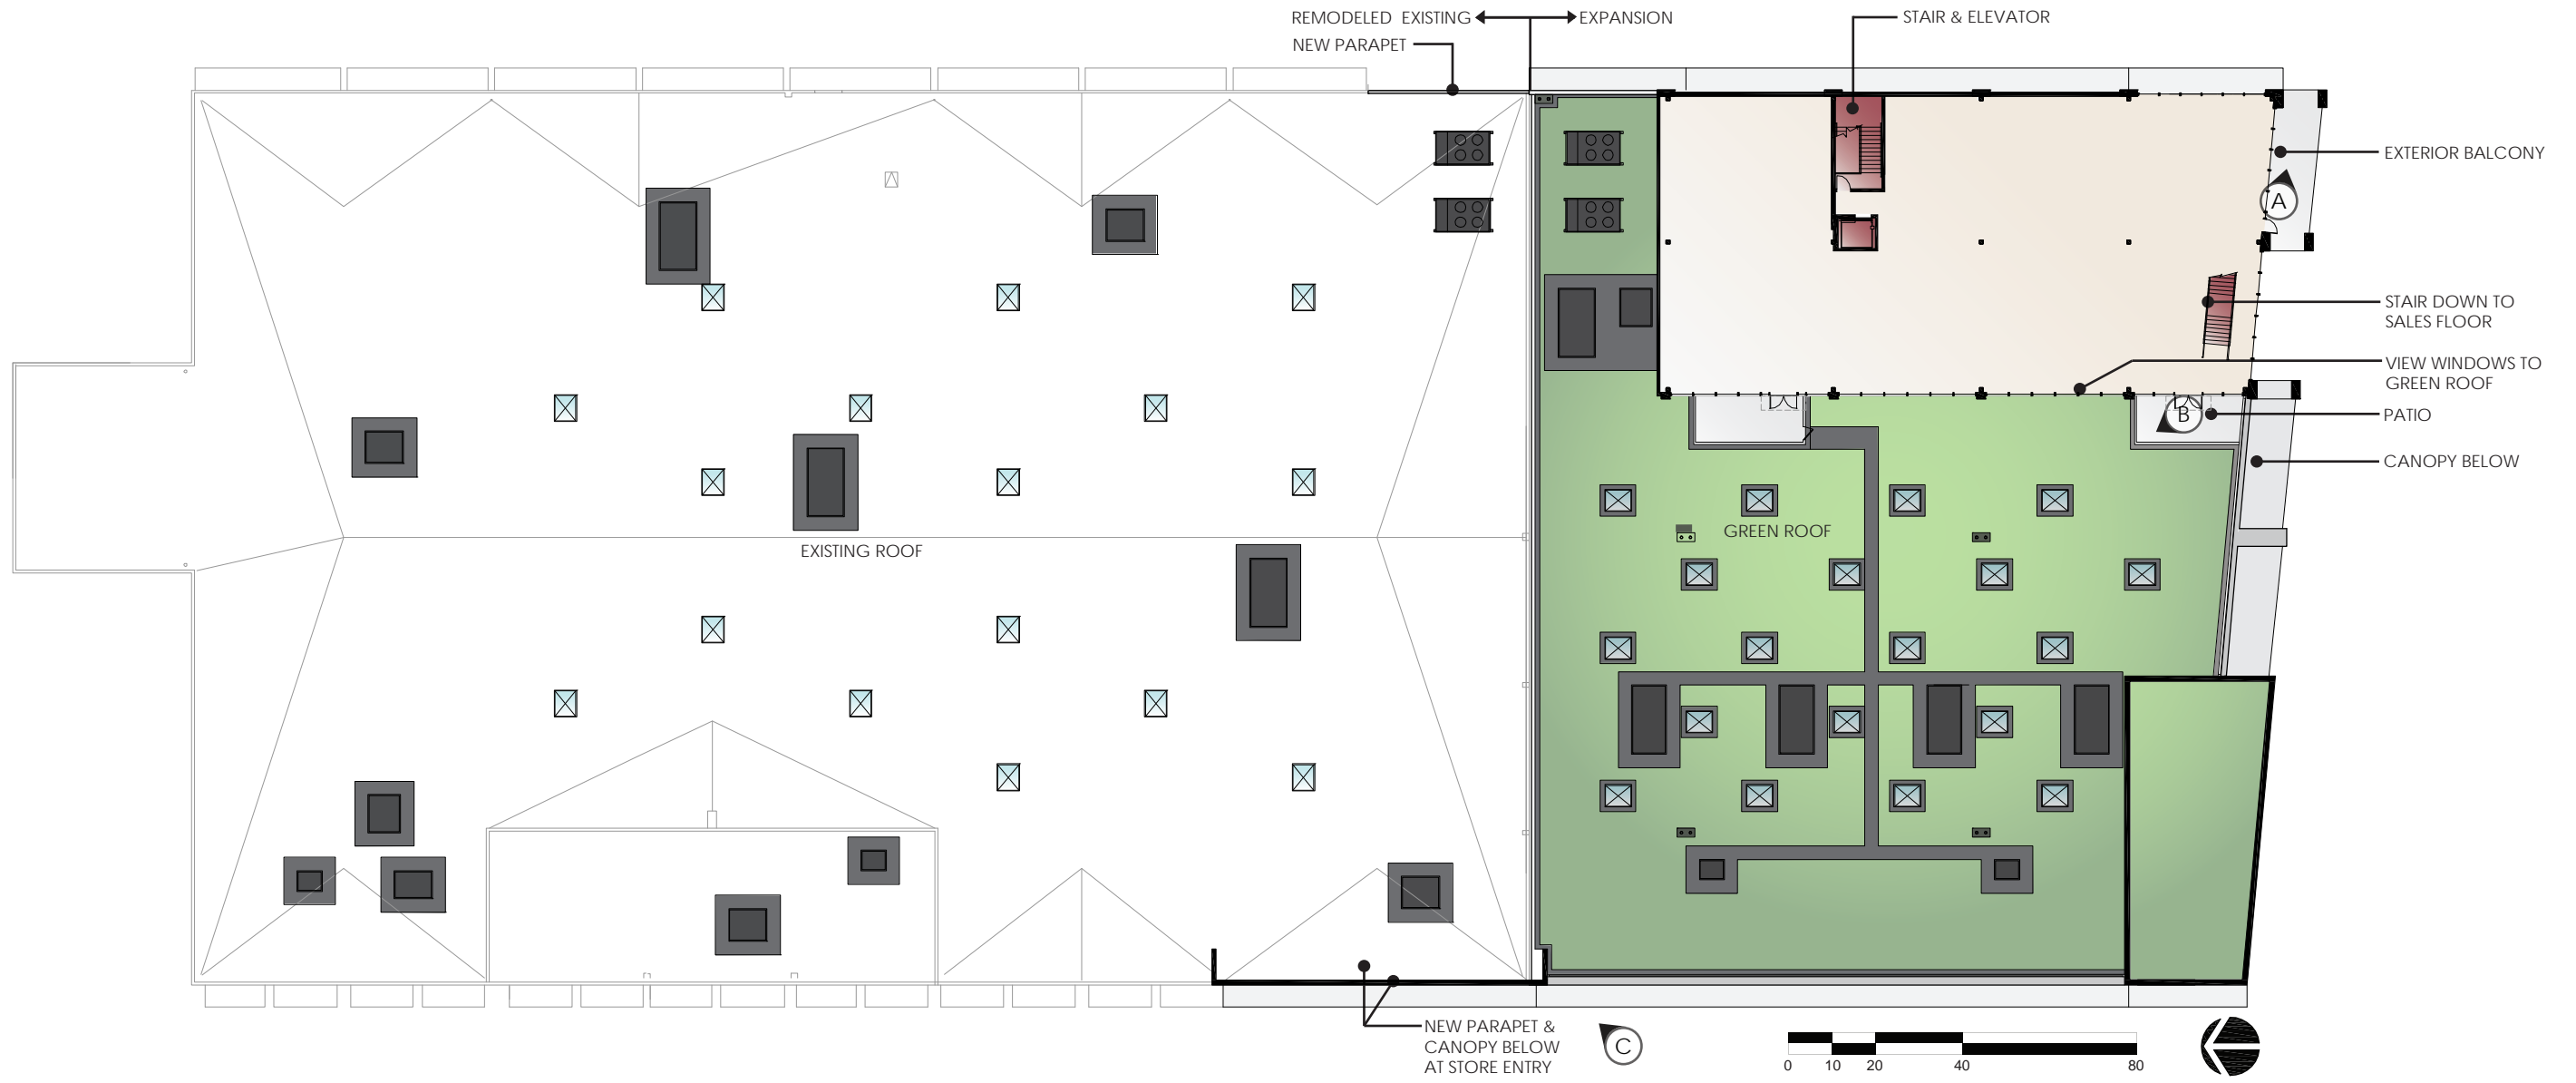 REMODELED EXISTING EXPANSION
STAIR & ELEVATOR
NEW PARAPET
EXTERIOR BALCONY
A
STAIR DOWN TO
SALES FLOOR
VIEW WINDOWS TO
GREEN ROOF
B
PATIO
CANOPY BELOW
GREEN ROOF
EXISTING ROOF
NEW PARAPET &
CANOPY BELOW
AT STORE ENTRY
C
0 10 20 40 80